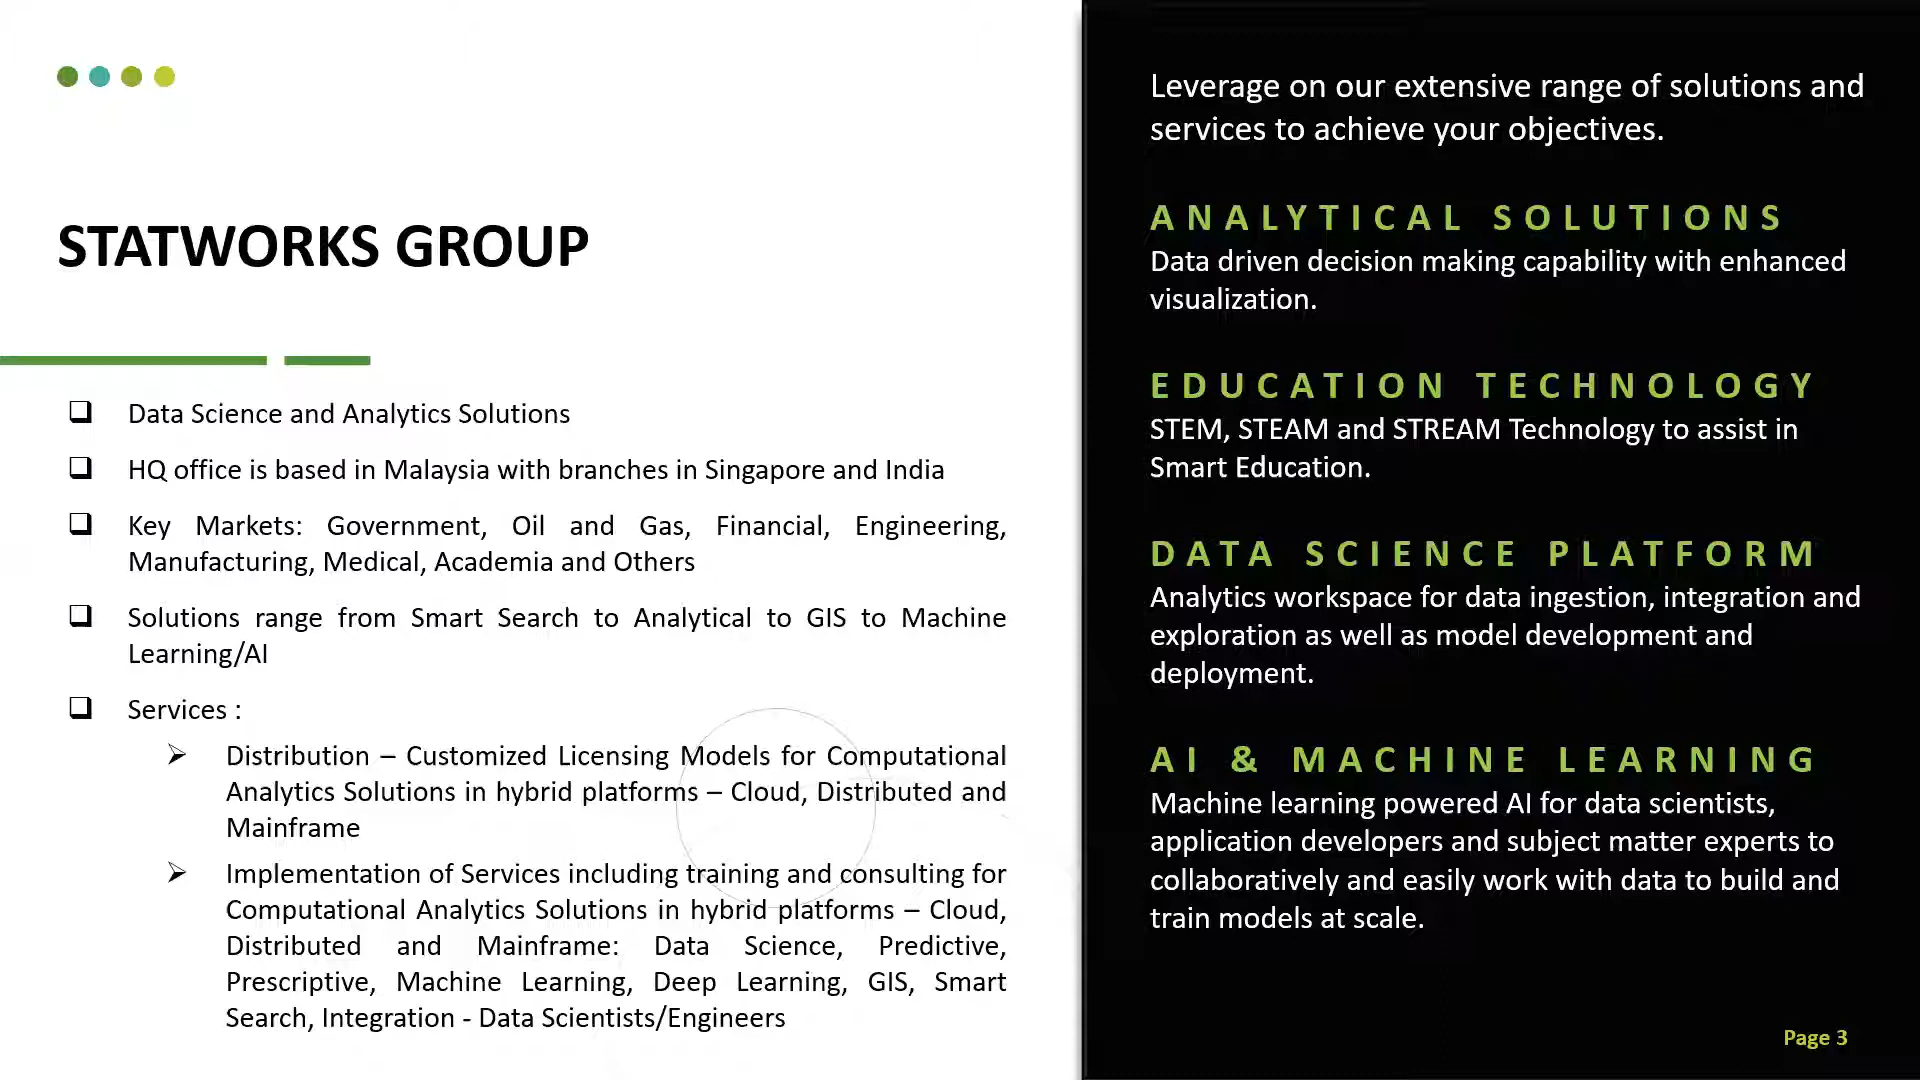 STATWORKS GROUP
Data Science and Analytics Solutions
HQ office is based in Malaysia with branches in Singapore and India
Key Markets: Government, Oil and Gas, Financial, Engineering,
Manufacturing, Medical, Academia and Others
Solutions range from Smart Search to Analytical to GIS to Machine
Learning/AI
Services :
Distribution – Customized Licensing Models for Computational
Analytics Solutions in hybrid platforms – Cloud, Distributed and
Mainframe
Implementation of Services including training and consulting for
Computational Analytics Solutions in hybrid platforms – Cloud,
Distributed and Mainframe: Data Science, Predictive,
Prescriptive, Machine Learning, Deep Learning, GIS, Smart
Search, Integration - Data Scientists/Engineers
Leverage on our extensive range of solutions and
services to achieve your objectives.
ANALYTICAL SOLUTIONS
Data driven decision making capability with enhanced
visualization.
EDUCATION TECHNOLOGY
STEM, STEAM and STREAM Technology to assist in
Smart Education.
DATA SCIENCE PLATFORM
Analytics workspace for data ingestion, integration and
exploration as well as model development and
deployment.
AI & MACHINE LEARNING
Machine learning powered AI for data scientists,
application developers and subject matter experts to
collaboratively and easily work with data to build and
train models at scale.
Page 3